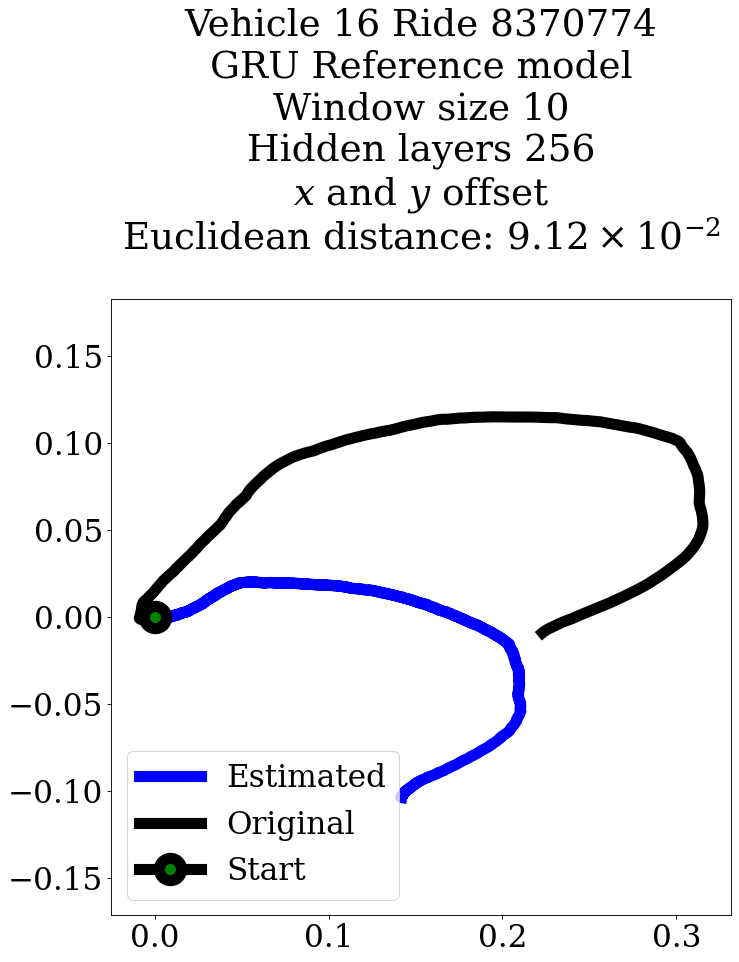 Vehicle 16 Ride 8370774
GRU Reference model
Window size 10
Hidden layers 256
x and y offset
Euclidean distance: 9.12 × 10⁻²
0.15
0.10
0.05
0.00
−0.05
−0.10
−0.15
Estimated
Original
Start
0.0 0.1 0.2 0.3